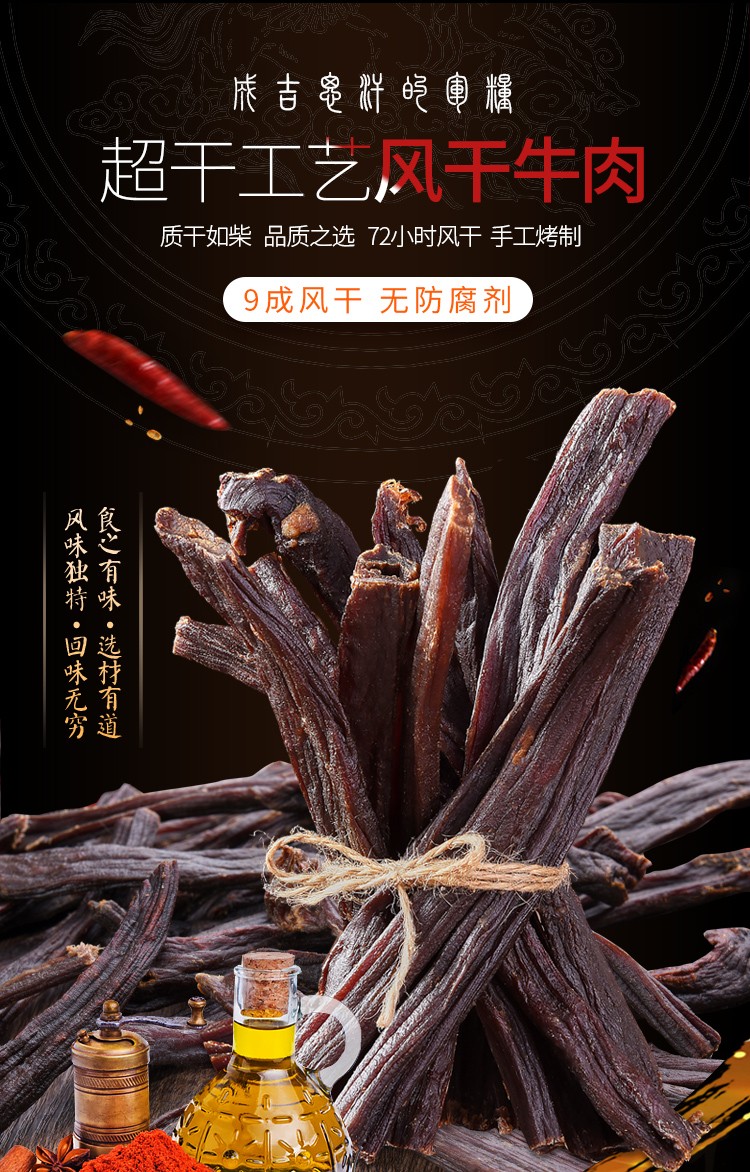 成吉思汗的军粮
超干工艺风干牛肉
质干如柴 品质之选 72小时风干 手工烤制
9成风干 无防腐剂
食之有味·选材有道
风味独特·回味无穷